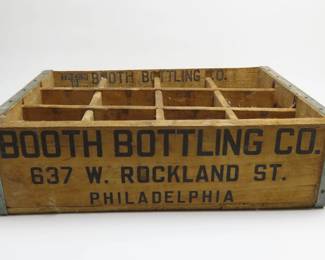 BOOTH BOTTLING CO.
BOOTH BOTTLING CO.
637 W. ROCKLAND ST.
PHILADELPHIA